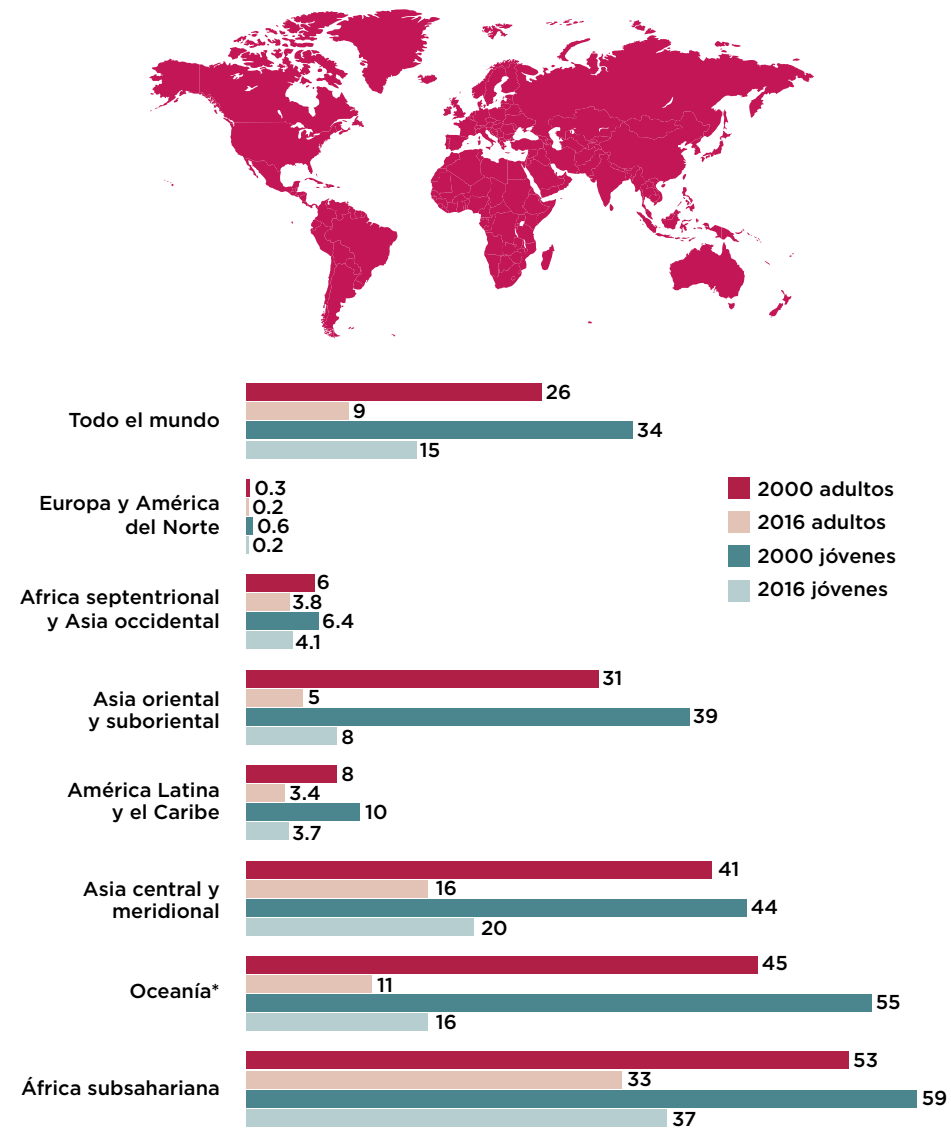 Todo el mundo
26
9
34
15
Europa y América
del Norte
0.3
0.2
0.6
0.2
2000 adultos
2016 adultos
2000 jóvenes
2016 jóvenes
Africa septentrional
y Asia occidental
6
3.8
6.4
4.1
Asia oriental
y suboriental
31
5
39
8
América Latina
y el Caribe
8
3.4
10
3.7
Asia central y
meridional
41
16
44
20
Oceanía*
45
11
55
16
África subsahariana
53
33
59
37